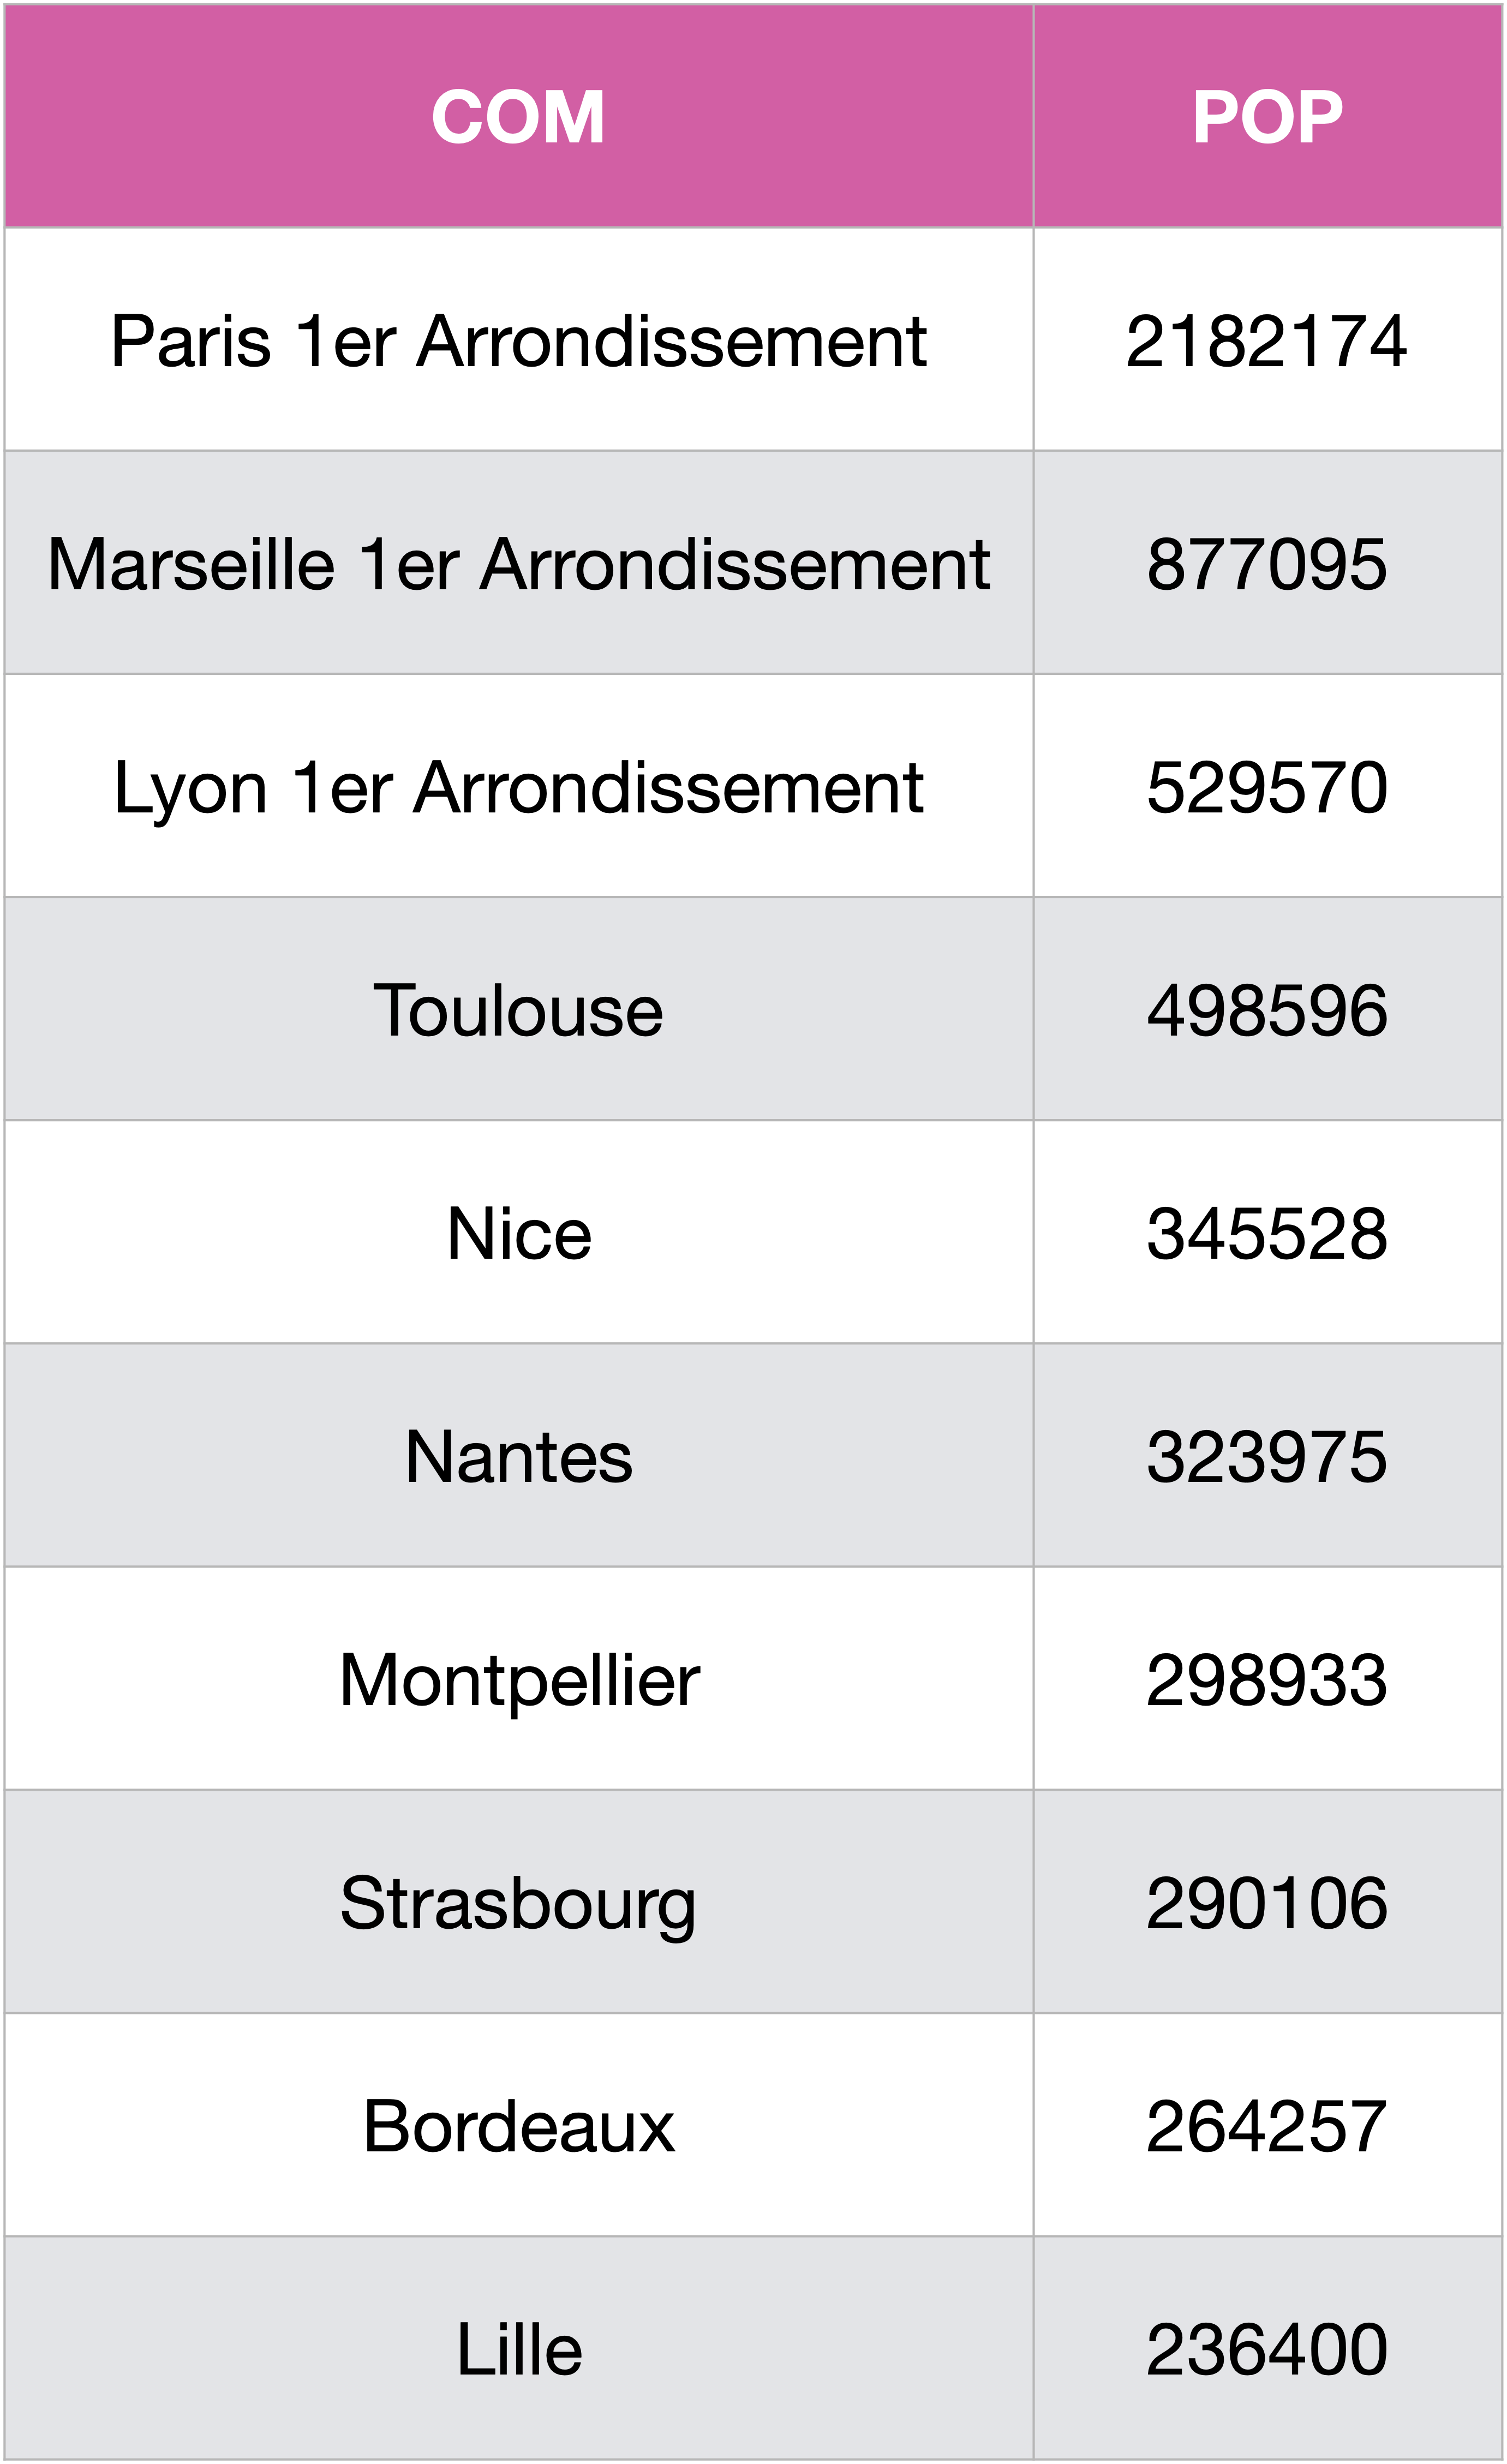 COM POP
Paris 1er Arrondissement 2182174
Marseille 1er Arrondissement 877095
Lyon 1er Arrondissement 529570
Toulouse 498596
Nice 345528
Nantes 323975
Montpellier 298933
Strasbourg 290106
Bordeaux 264257
Lille 236400